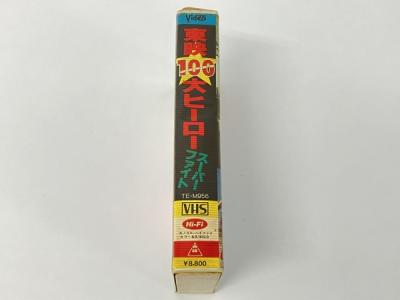 Video
東映
100
大ヒーロー
スーパー
ファイト
TE-M956
VHS
Hi-Fi
¥8,800